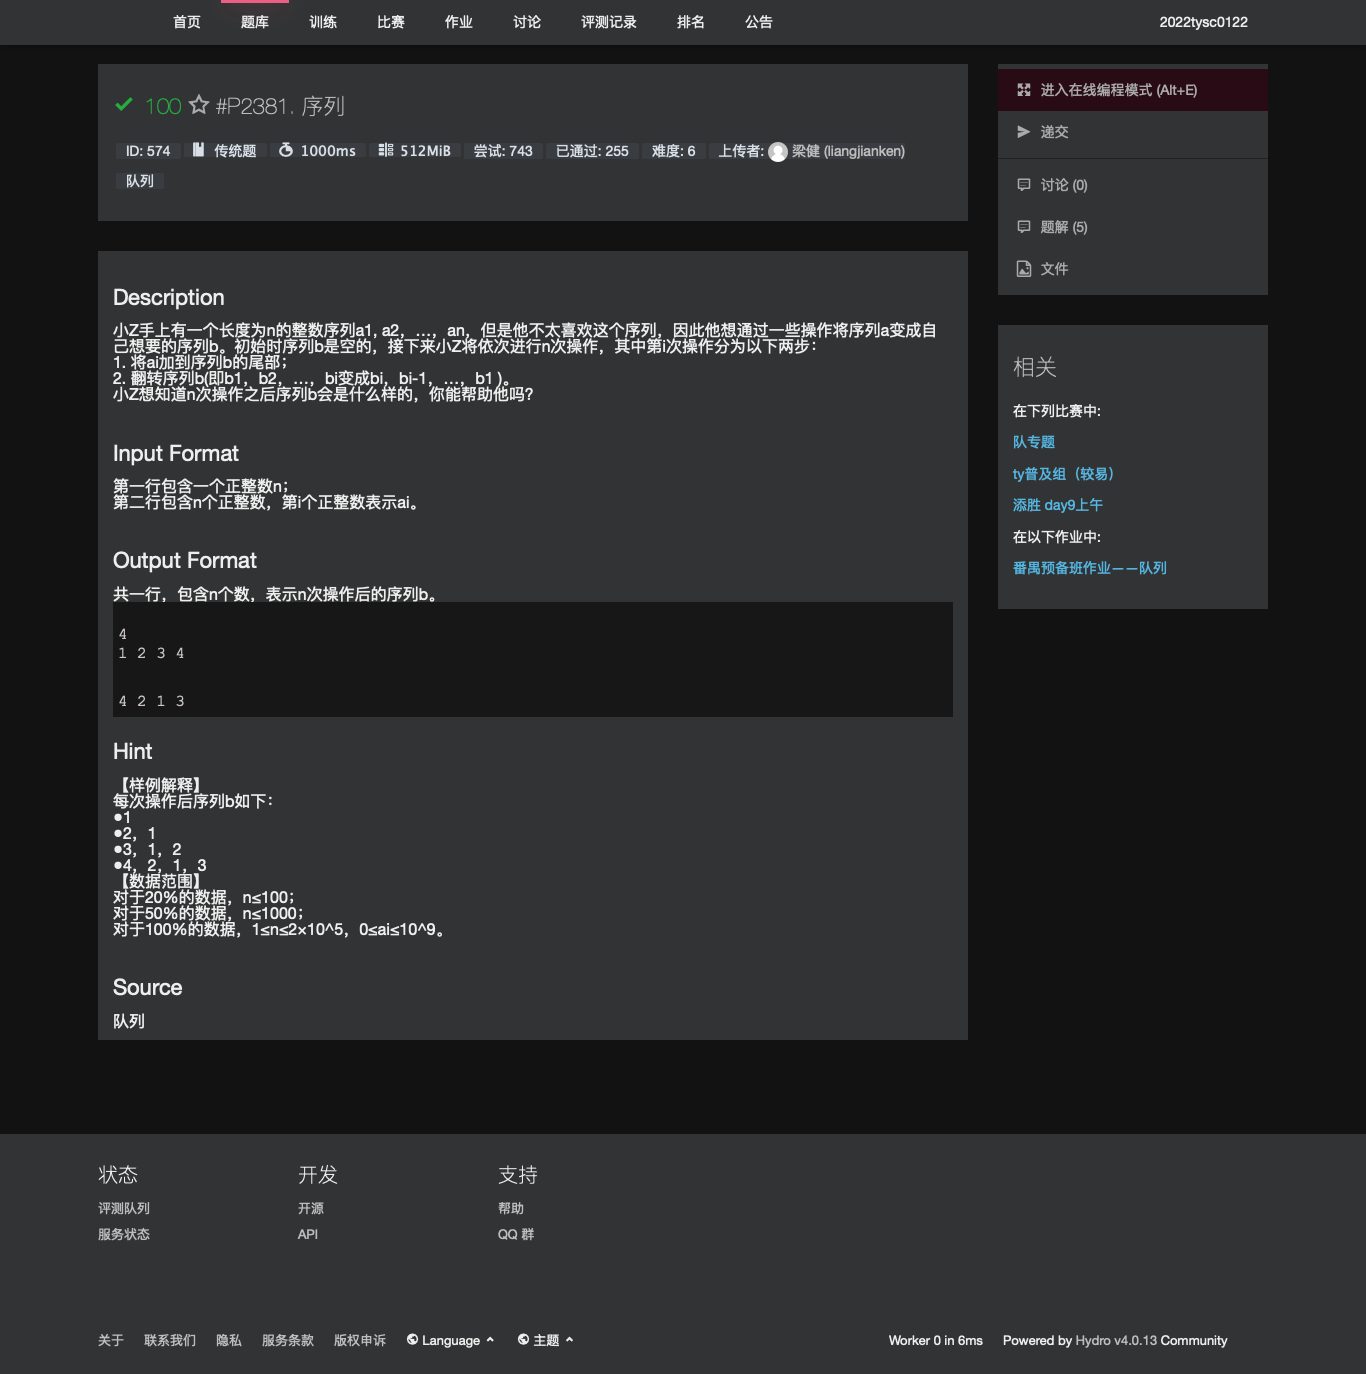 首页 题库 训练 比赛 作业 讨论 评测记录 排名 公告 2022tysc0122
100 #P2381. 序列
ID: 574 传统题 1000ms 512MiB 尝试: 743 已通过: 255 难度: 6 上传者: 梁健 (liangjianken)
队列
进入在线编程模式 (Alt+E)
递交
讨论 (0)
题解 (5)
文件
Description
小Z手上有一个长度为n的整数序列a1, a2，…，an，但是他不太喜欢这个序列，因此他想通过一些操作将序列a变成自
己想要的序列b。初始时序列b是空的，接下来小Z将依次进行n次操作，其中第i次操作分为以下两步：
1. 将ai加到序列b的尾部；
2. 翻转序列b(即b1，b2，…，bi变成bi，bi-1，…，b1 )。
小Z想知道n次操作之后序列b会是什么样的，你能帮助他吗？
Input Format
第一行包含一个正整数n；
第二行包含n个正整数，第i个正整数表示ai。
Output Format
共一行，包含n个数，表示n次操作后的序列b。
4
1 2 3 4
4 2 1 3
Hint
【样例解释】
每次操作后序列b如下：
●1
●2，1
●3，1，2
●4，2，1，3
【数据范围】
对于20%的数据，n≤100；
对于50%的数据，n≤1000；
对于100%的数据，1≤n≤2×10^5，0≤ai≤10^9。
Source
队列
相关
在下列比赛中:
队专题
ty普及组（较易）
添胜 day9上午
在以下作业中:
番禺预备班作业——队列
状态 开发 支持
评测队列 开源 帮助
服务状态 API QQ 群
关于 联系我们 隐私 服务条款 版权申诉 Language 主题 Worker 0 in 6ms Powered by Hydro v4.0.13 Community